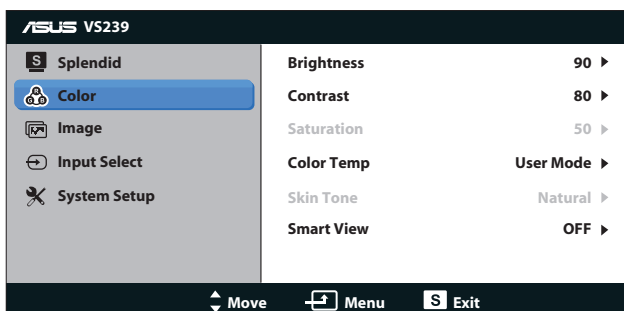 ASUS VS239
S Splendid
Color
Image
Input Select
System Setup
Brightness 90
Contrast 80
Saturation 50
Color Temp User Mode
Skin Tone Natural
Smart View OFF
Move Menu S Exit